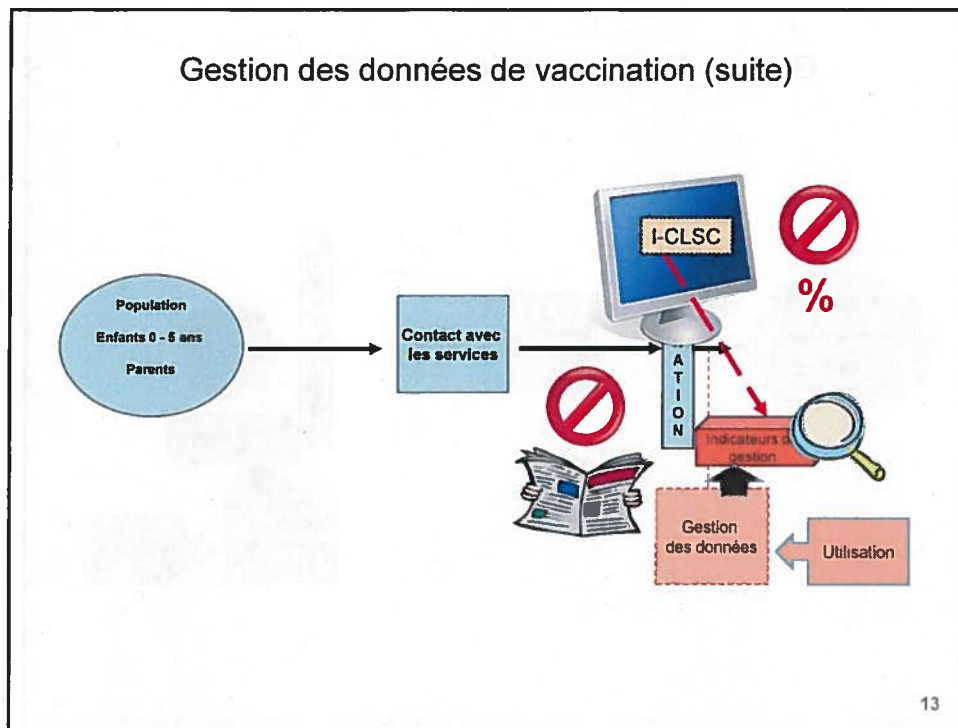 Gestion des données de vaccination (suite)
I-CLSC
%
Population
Enfants 0 - 5 ans
Parents
Contact avec
les services
A
T
I
O
N
Indicateurs d
gestion
Gestion
des données
Utilisation
13